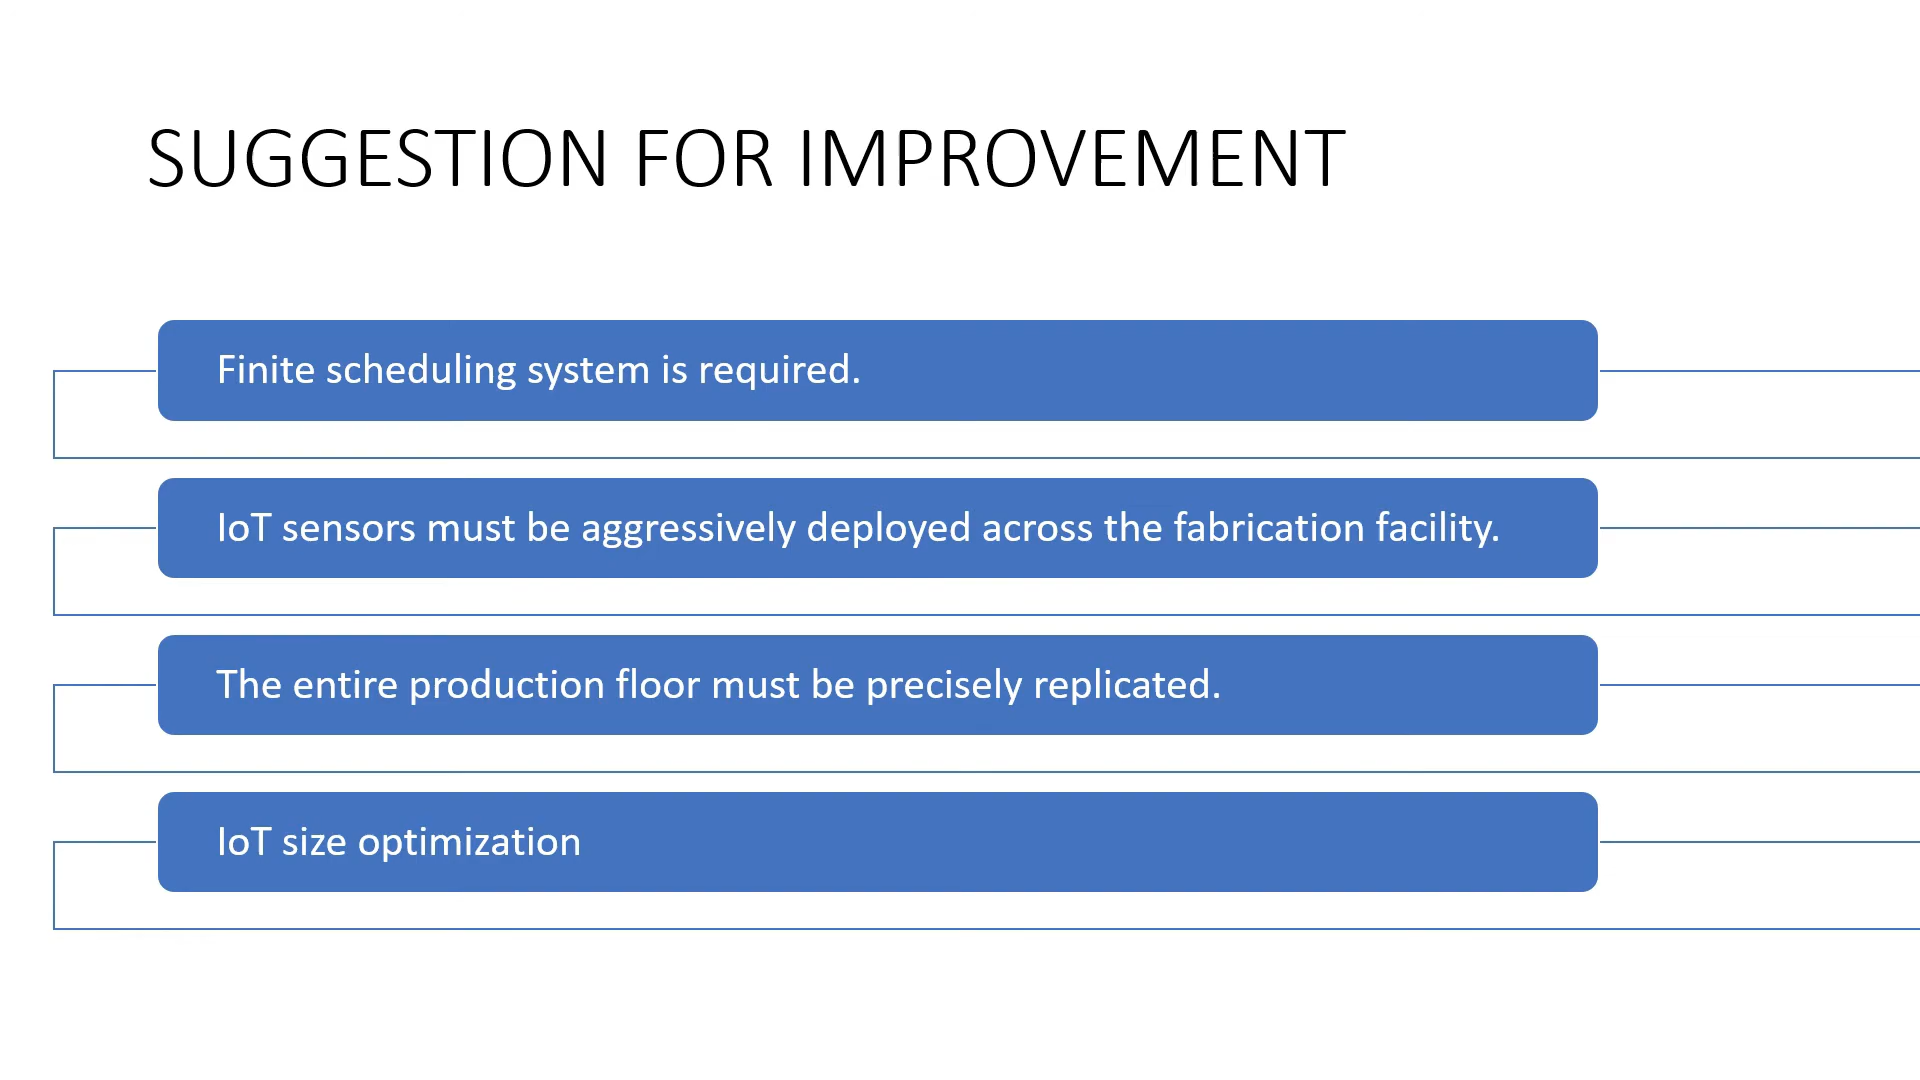 SUGGESTION FOR IMPROVEMENT
Finite scheduling system is required.
IoT sensors must be aggressively deployed across the fabrication facility.
The entire production floor must be precisely replicated.
IoT size optimization